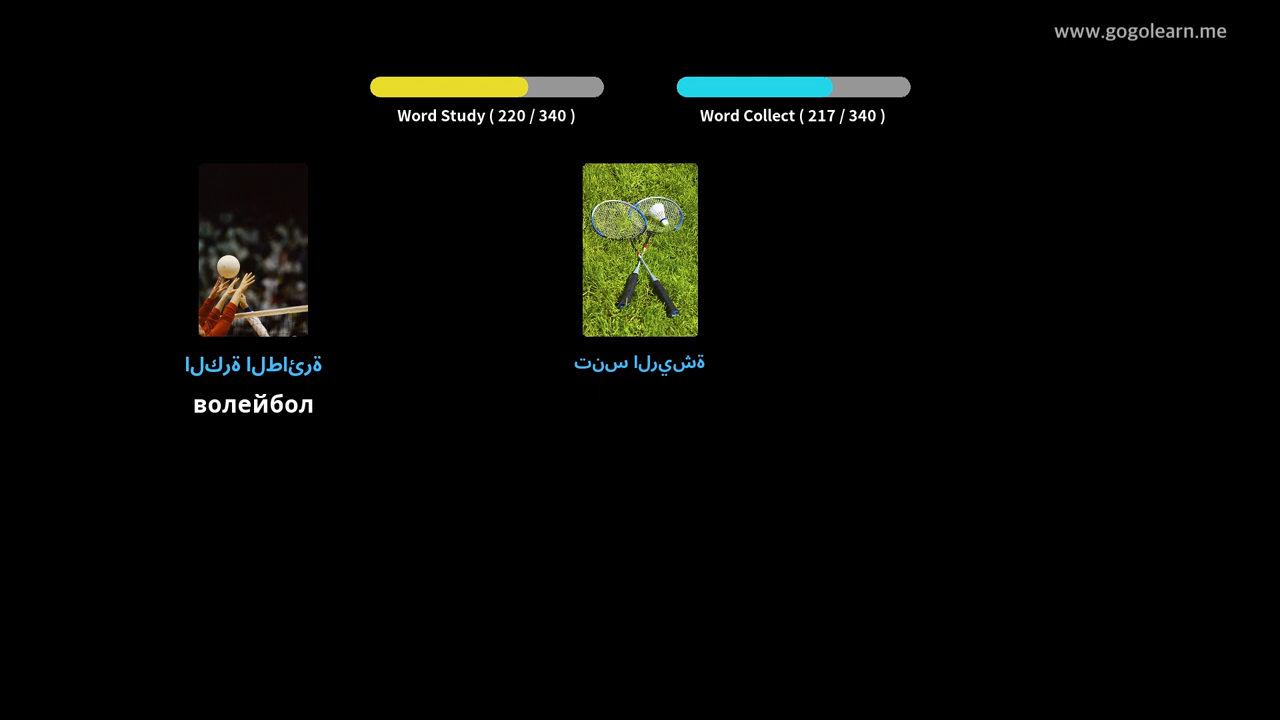 www.gogolearn.me
Word Study ( 220 / 340 )
Word Collect ( 217 / 340 )
الكرة الطائرة
تنس الريشة
волейбол